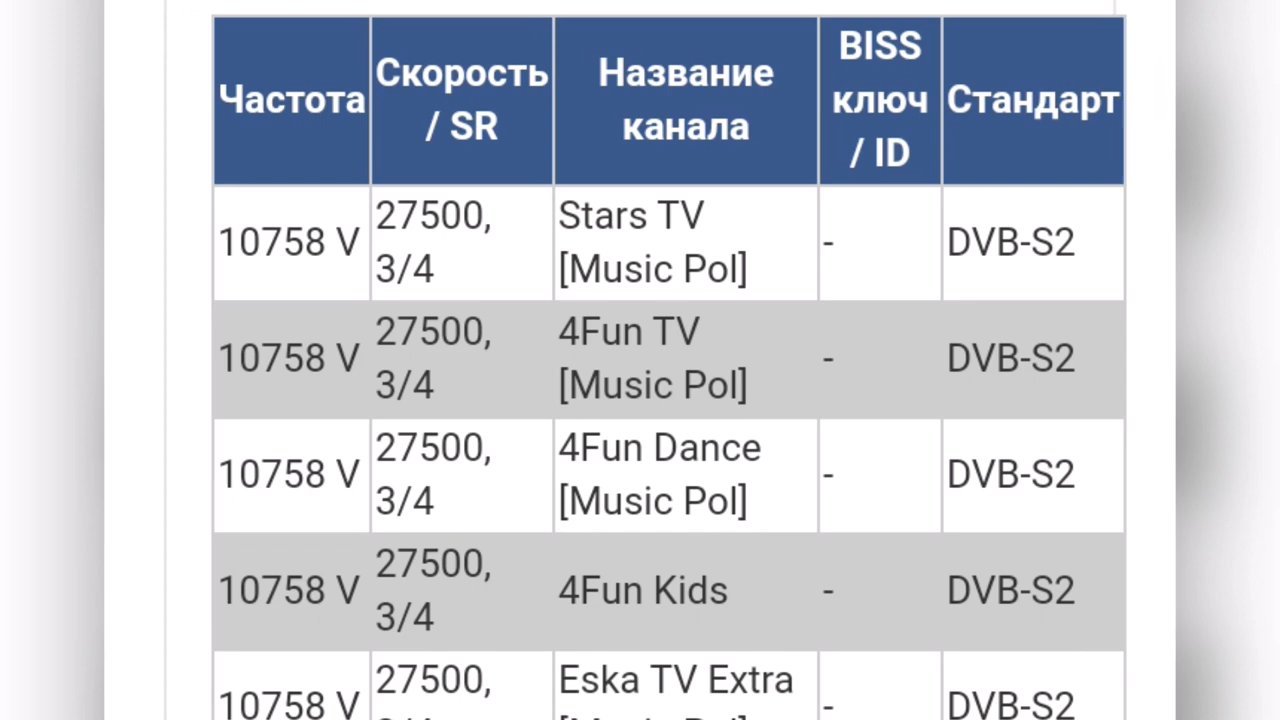 Частота
Скорость
/ SR
Название
канала
BISS
ключ
/ ID
Стандарт
10758 V
27500,
3/4
Stars TV
[Music Pol]
-
DVB-S2
10758 V
27500,
3/4
4Fun TV
[Music Pol]
-
DVB-S2
10758 V
27500,
3/4
4Fun Dance
[Music Pol]
-
DVB-S2
10758 V
27500,
3/4
4Fun Kids
-
DVB-S2
10758 V
27500,
Eska TV Extra
-
DVB-S2